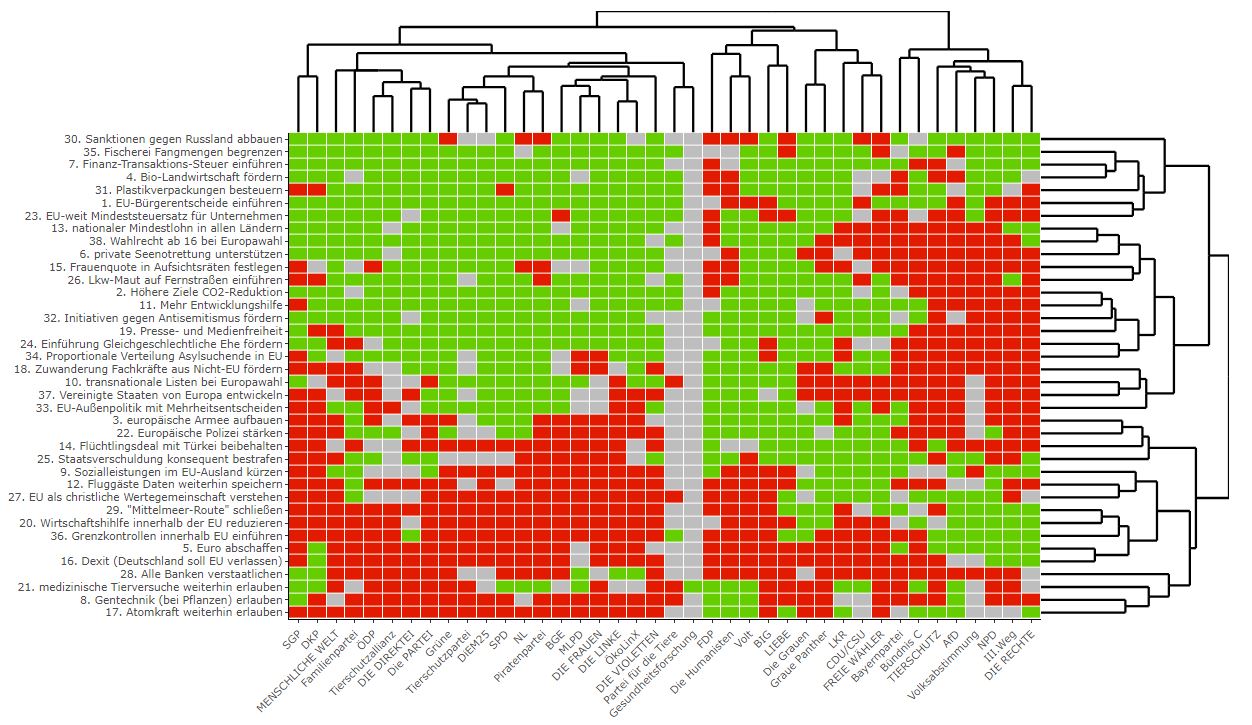 30. Sanktionen gegen Russland abbauen
35. Fischerei Fangmengen begrenzen
7. Finanz-Transaktions-Steuer einführen
4. Bio-Landwirtschaft fördern
31. Plastikverpackungen besteuern
1. EU-Bürgerentscheide einführen
23. EU-weit Mindeststeuersatz für Unternehmen
13. nationaler Mindestlohn in allen Ländern
38. Wahlrecht ab 16 bei Europawahl
6. private Seenotrettung unterstützen
15. Frauenquote in Aufsichtsräten festlegen
26. Lkw-Maut auf Fernstraßen einführen
2. Höhere Ziele CO2-Reduktion
11. Mehr Entwicklungshilfe
32. Initiativen gegen Antisemitismus fördern
19. Presse- und Medienfreiheit
24. Einführung Gleichgeschlechtliche Ehe fördern
34. Proportionale Verteilung Asylsuchende in EU
18. Zuwanderung Fachkräfte aus Nicht-EU fördern
10. transnationale Listen bei Europawahl
37. Vereinigte Staaten von Europa entwickeln
33. EU-Außenpolitik mit Mehrheitsentscheiden
3. europäische Armee aufbauen
22. Europäische Polizei stärken
14. Flüchtlingsdeal mit Türkei beibehalten
25. Staatsverschuldung konsequent bestrafen
9. Sozialleistungen im EU-Ausland kürzen
12. Fluggäste Daten weiterhin speichern
27. EU als christliche Wertegemeinschaft verstehen
29. "Mittelmeer-Route" schließen
20. Wirtschaftshilfe innerhalb der EU reduzieren
36. Grenzkontrollen innerhalb EU einführen
5. Euro abschaffen
16. Dexit (Deutschland soll EU verlassen)
28. Alle Banken verstaatlichen
21. medizinische Tierversuche weiterhin erlauben
8. Gentechnik (bei Pflanzen) erlauben
17. Atomkraft weiterhin erlauben
SGP
DKP
MENSCHLICHE WELT
Familienpartei
ÖDP
Tierschutzallianz
DIE DIREKTE!
Die PARTEI
Grüne
Tierschutzpartei
DiEM25
SPD
NL
Piratenpartei
BGE
MLPD
DIE FRAUEN
DIE LINKE
ÖkoLinX
DIE VIOLETTEN
Partei für die Tiere
Gesundheitsforschung
FDP
Die Humanisten
Volt
BIG
LIEBE
Die Grauen
Graue Panther
LKR
CDU/CSU
FREIE WÄHLER
Bayernpartei
Bündnis C
TIERSCHUTZ
AfD
Volksabstimmung
NPD
III.Weg
DIE RECHTE